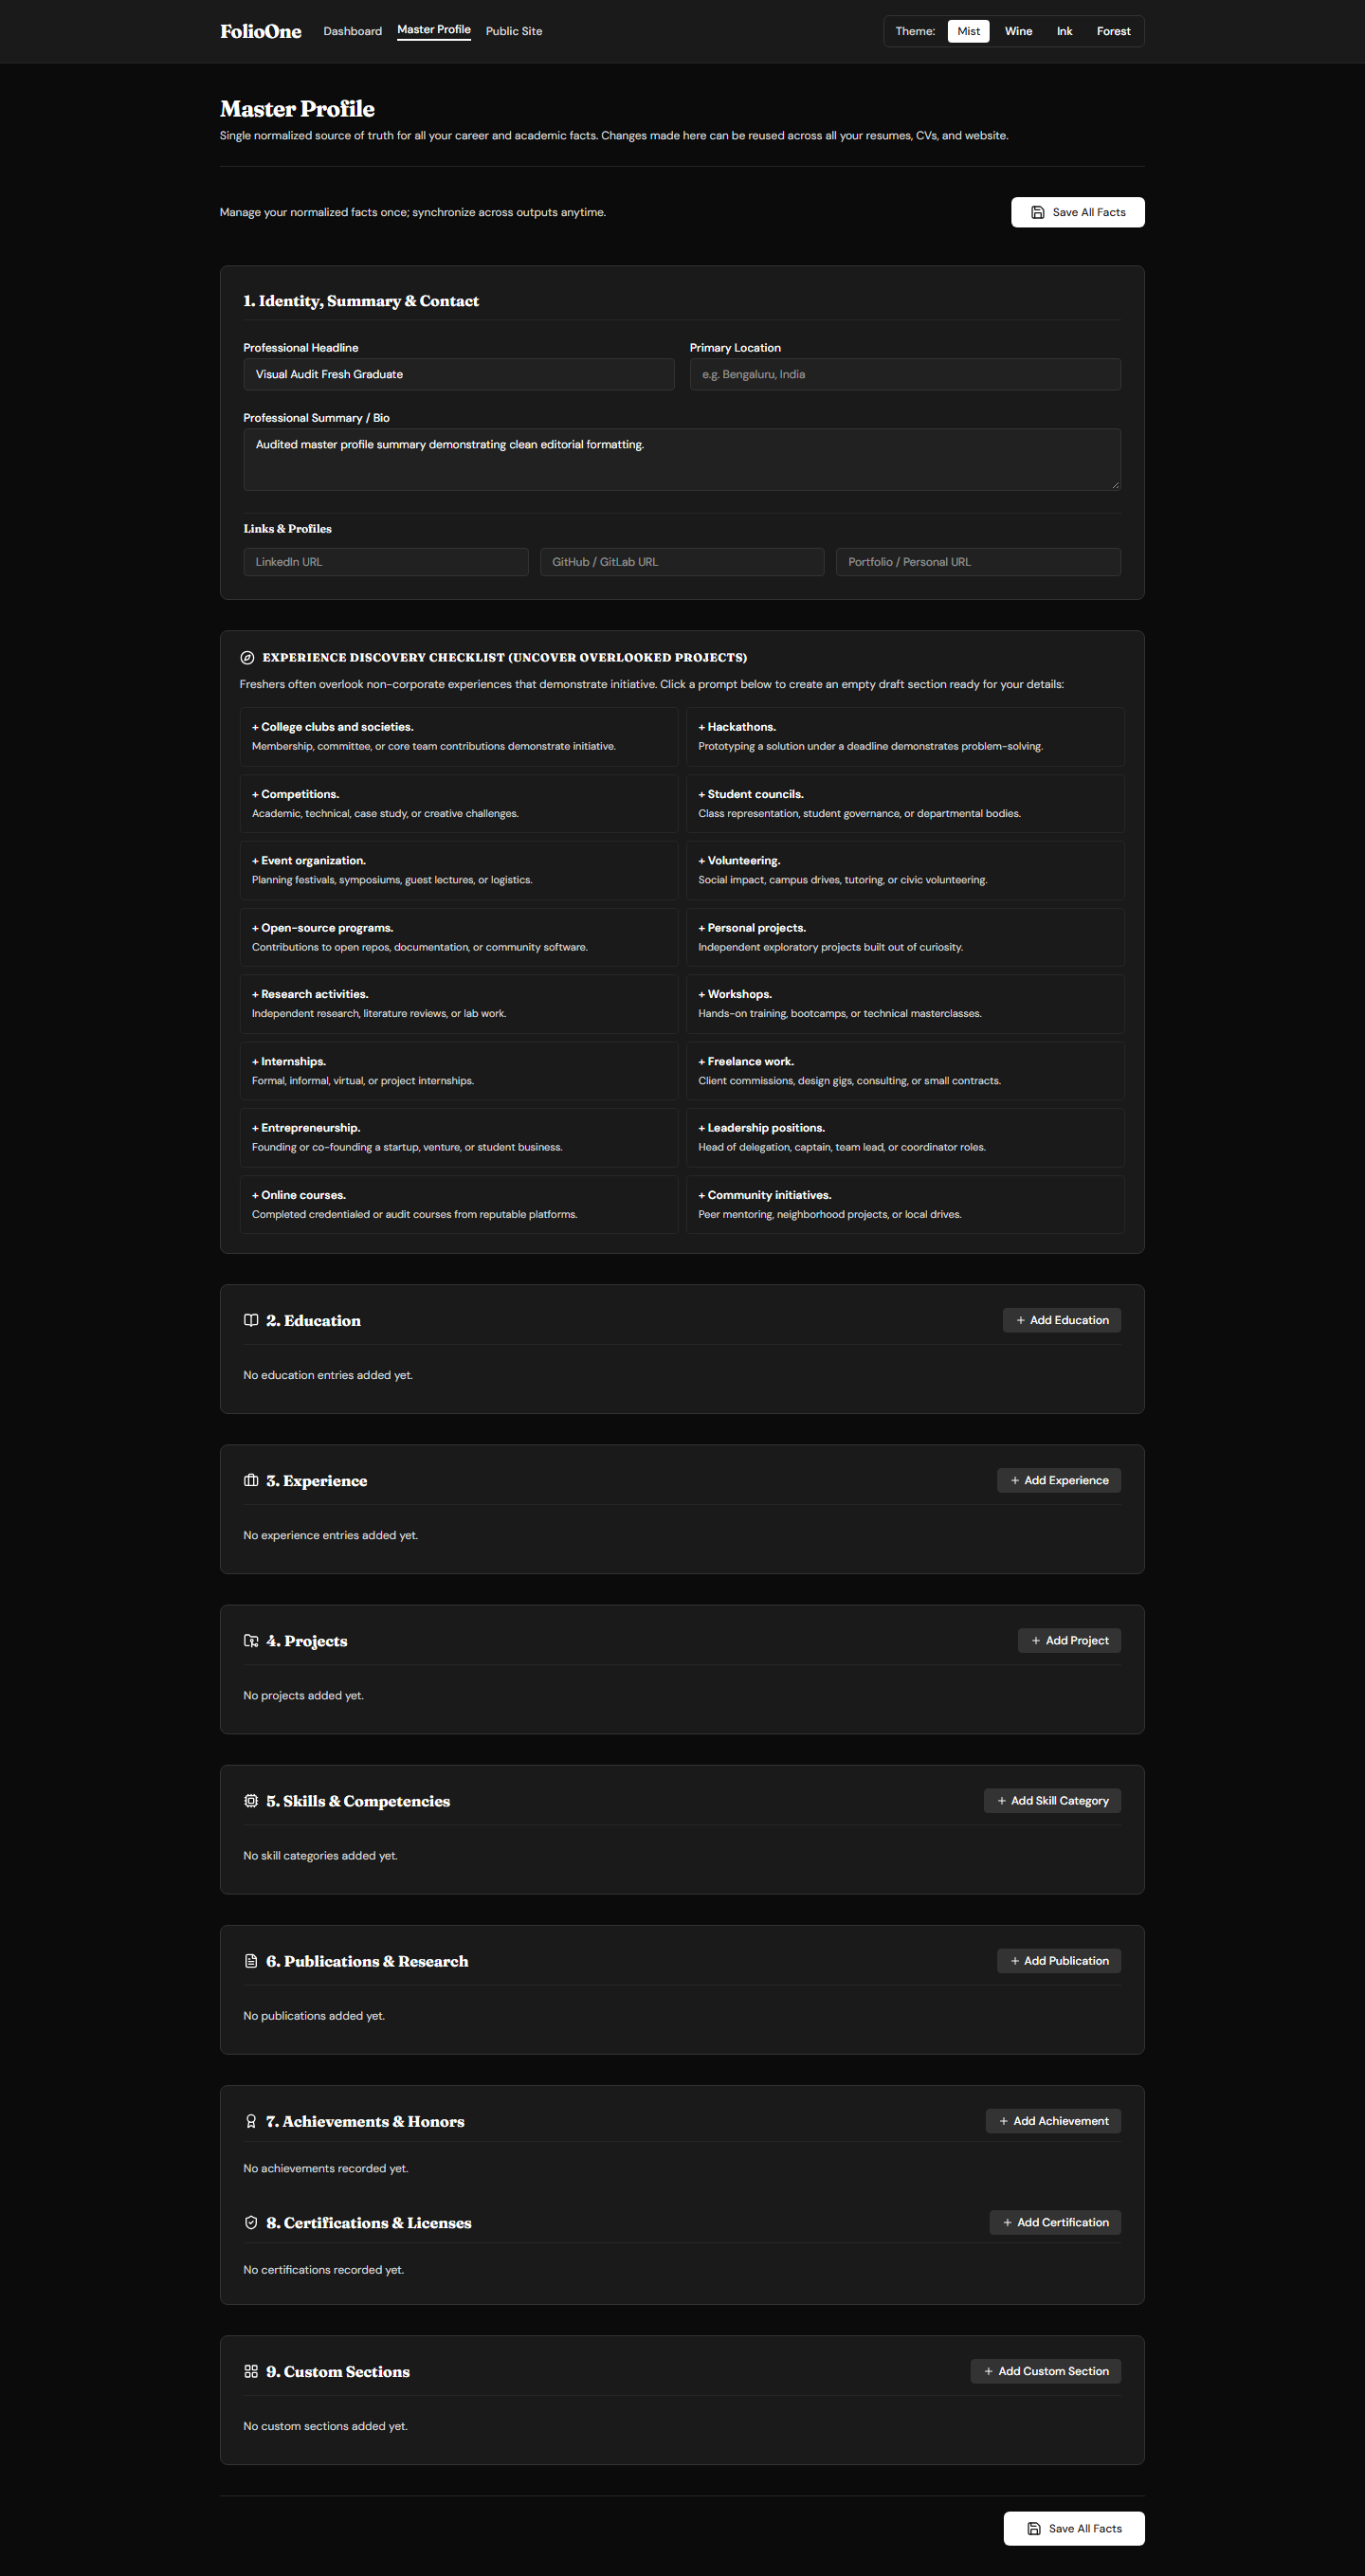 FolioOne
Dashboard
Master Profile
Public Site
Theme:
Mist
Wine
Ink
Forest
Master Profile
Single normalized source of truth for all your career and academic facts. Changes made here can be reused across all your resumes, CVs, and website.
Manage your normalized facts once; synchronize across outputs anytime.
Save All Facts
1. Identity, Summary & Contact
Professional Headline
Primary Location
Visual Audit Fresh Graduate
e.g. Bengaluru, India
Professional Summary / Bio
Audited master profile summary demonstrating clean editorial formatting.
Links & Profiles
LinkedIn URL
GitHub / GitLab URL
Portfolio / Personal URL
EXPERIENCE DISCOVERY CHECKLIST (UNCOVER OVERLOOKED PROJECTS)
Freshers often overlook non-corporate experiences that demonstrate initiative. Click a prompt below to create an empty draft section ready for your details:
+ College clubs and societies.
Membership, committee, or core team contributions demonstrate initiative.
+ Hackathons.
Prototyping a solution under a deadline demonstrates problem-solving.
+ Competitions.
Academic, technical, case study, or creative challenges.
+ Student councils.
Class representation, student governance, or departmental bodies.
+ Event organization.
Planning festivals, symposiums, guest lectures, or logistics.
+ Volunteering.
Social impact, campus drives, tutoring, or civic volunteering.
+ Open-source programs.
Contributions to open repos, documentation, or community software.
+ Personal projects.
Independent exploratory projects built out of curiosity.
+ Research activities.
Independent research, literature reviews, or lab work.
+ Workshops.
Hands-on training, bootcamps, or technical masterclasses.
+ Internships.
Formal, informal, virtual, or project internships.
+ Freelance work.
Client commissions, design gigs, consulting, or small contracts.
+ Entrepreneurship.
Founding or co-founding a startup, venture, or student business.
+ Leadership positions.
Head of delegation, captain, team lead, or coordinator roles.
+ Online courses.
Completed credentialed or audit courses from reputable platforms.
+ Community initiatives.
Peer mentoring, neighborhood projects, or local drives.
2. Education
+ Add Education
No education entries added yet.
3. Experience
+ Add Experience
No experience entries added yet.
4. Projects
+ Add Project
No projects added yet.
5. Skills & Competencies
+ Add Skill Category
No skill categories added yet.
6. Publications & Research
+ Add Publication
No publications added yet.
7. Achievements & Honors
+ Add Achievement
No achievements recorded yet.
8. Certifications & Licenses
+ Add Certification
No certifications recorded yet.
9. Custom Sections
+ Add Custom Section
No custom sections added yet.
Save All Facts